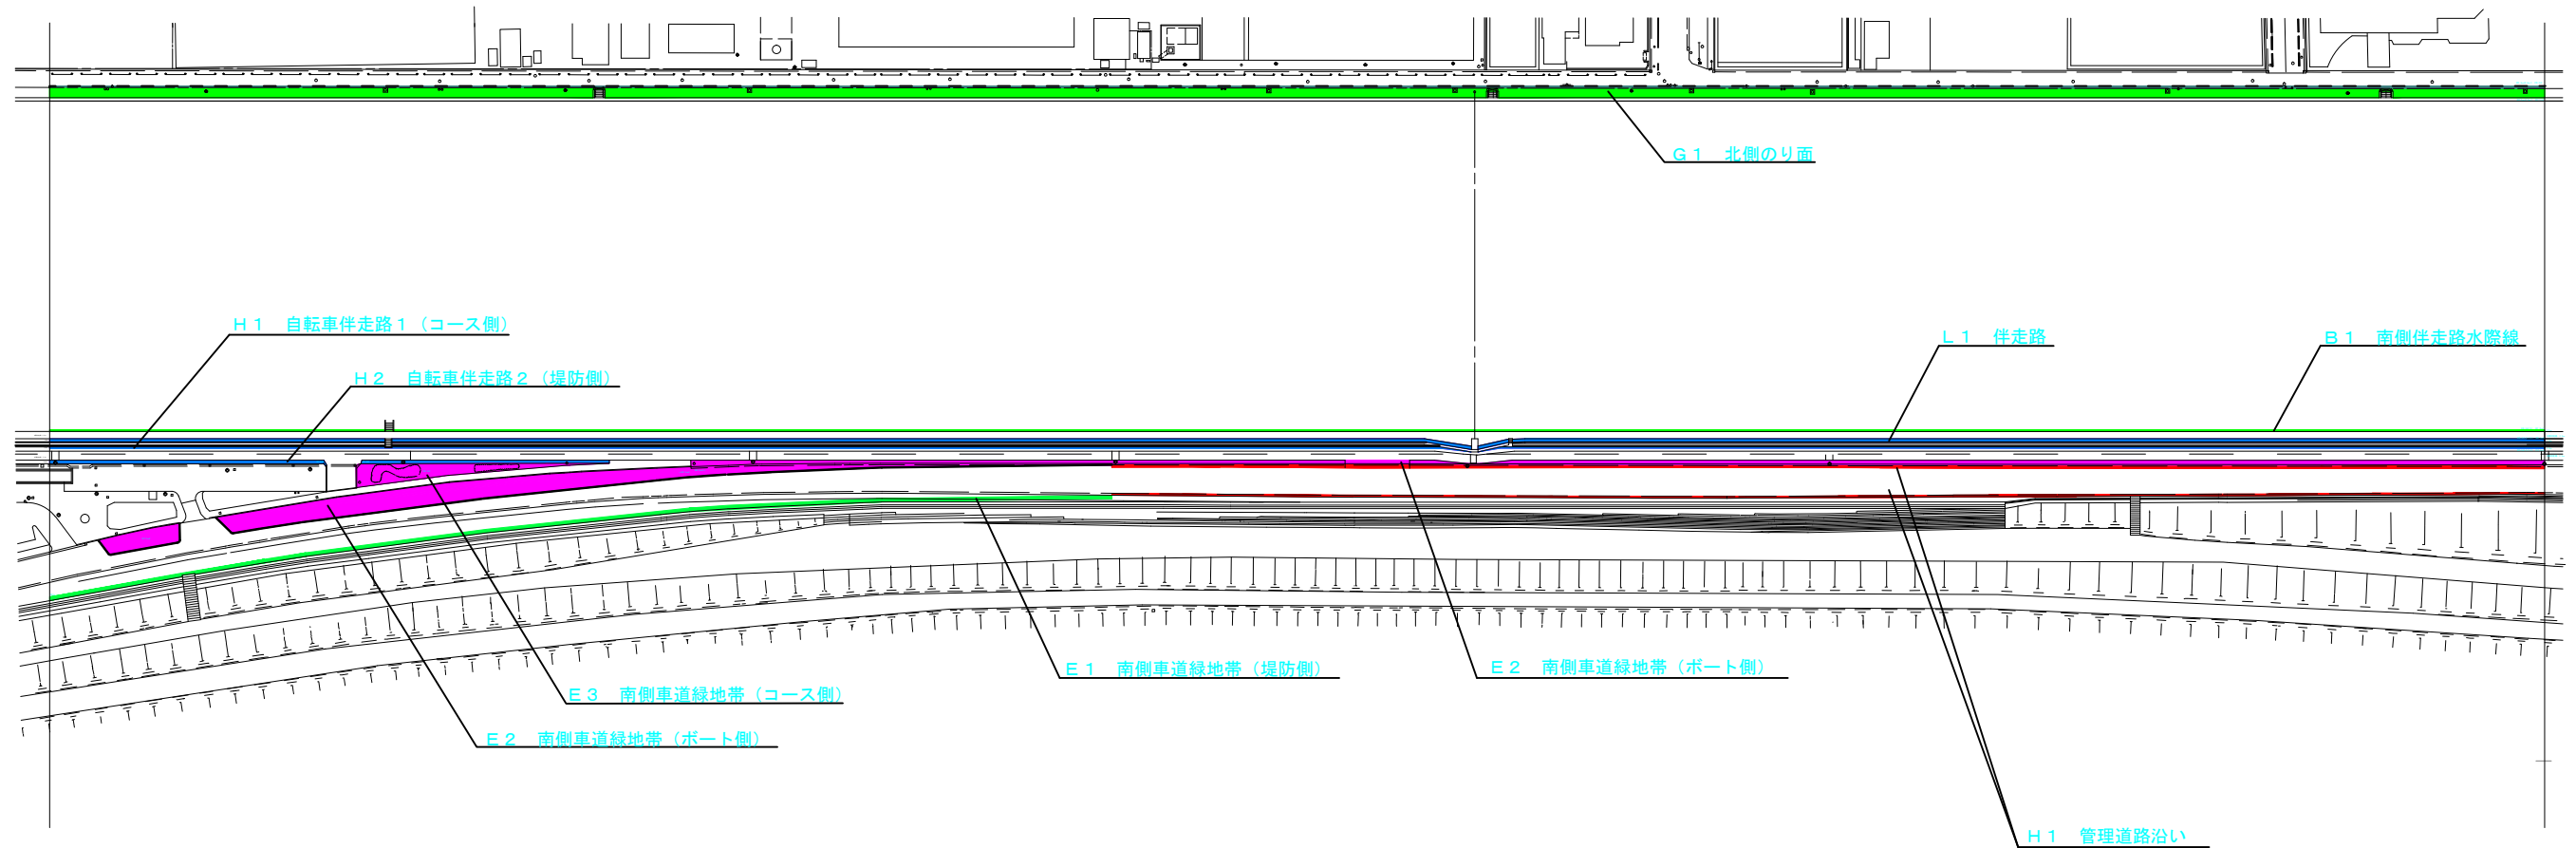 G1 北側のり面
H1 自転車伴走路1(コース側)
L1 伴走路
B1 南側伴走路水際線
H2 自転車伴走路2(堤防側)
E1 南側車道緑地帯(堤防側)
E2 南側車道緑地帯(ボート側)
E3 南側車道緑地帯(コース側)
E2 南側車道緑地帯(ボート側)
H1 管理道路沿い